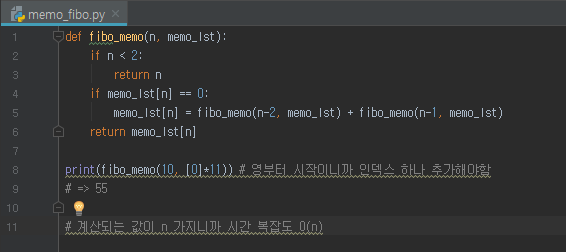 memo_fibo.py
1 def fibo_memo(n, memo_lst):
2 if n < 2:
3 return n
4 if memo_lst[n] == 0:
5 memo_lst[n] = fibo_memo(n-2, memo_lst) + fibo_memo(n-1, memo_lst)
6 return memo_lst[n]
7
8 print(fibo_memo(10, [0]*11)) # 영부터 시작이니까 인덱스 하나 추가해야함
9 # => 55
10
11 # 계산되는 값이 n 가지니까 시간 복잡도 O(n)